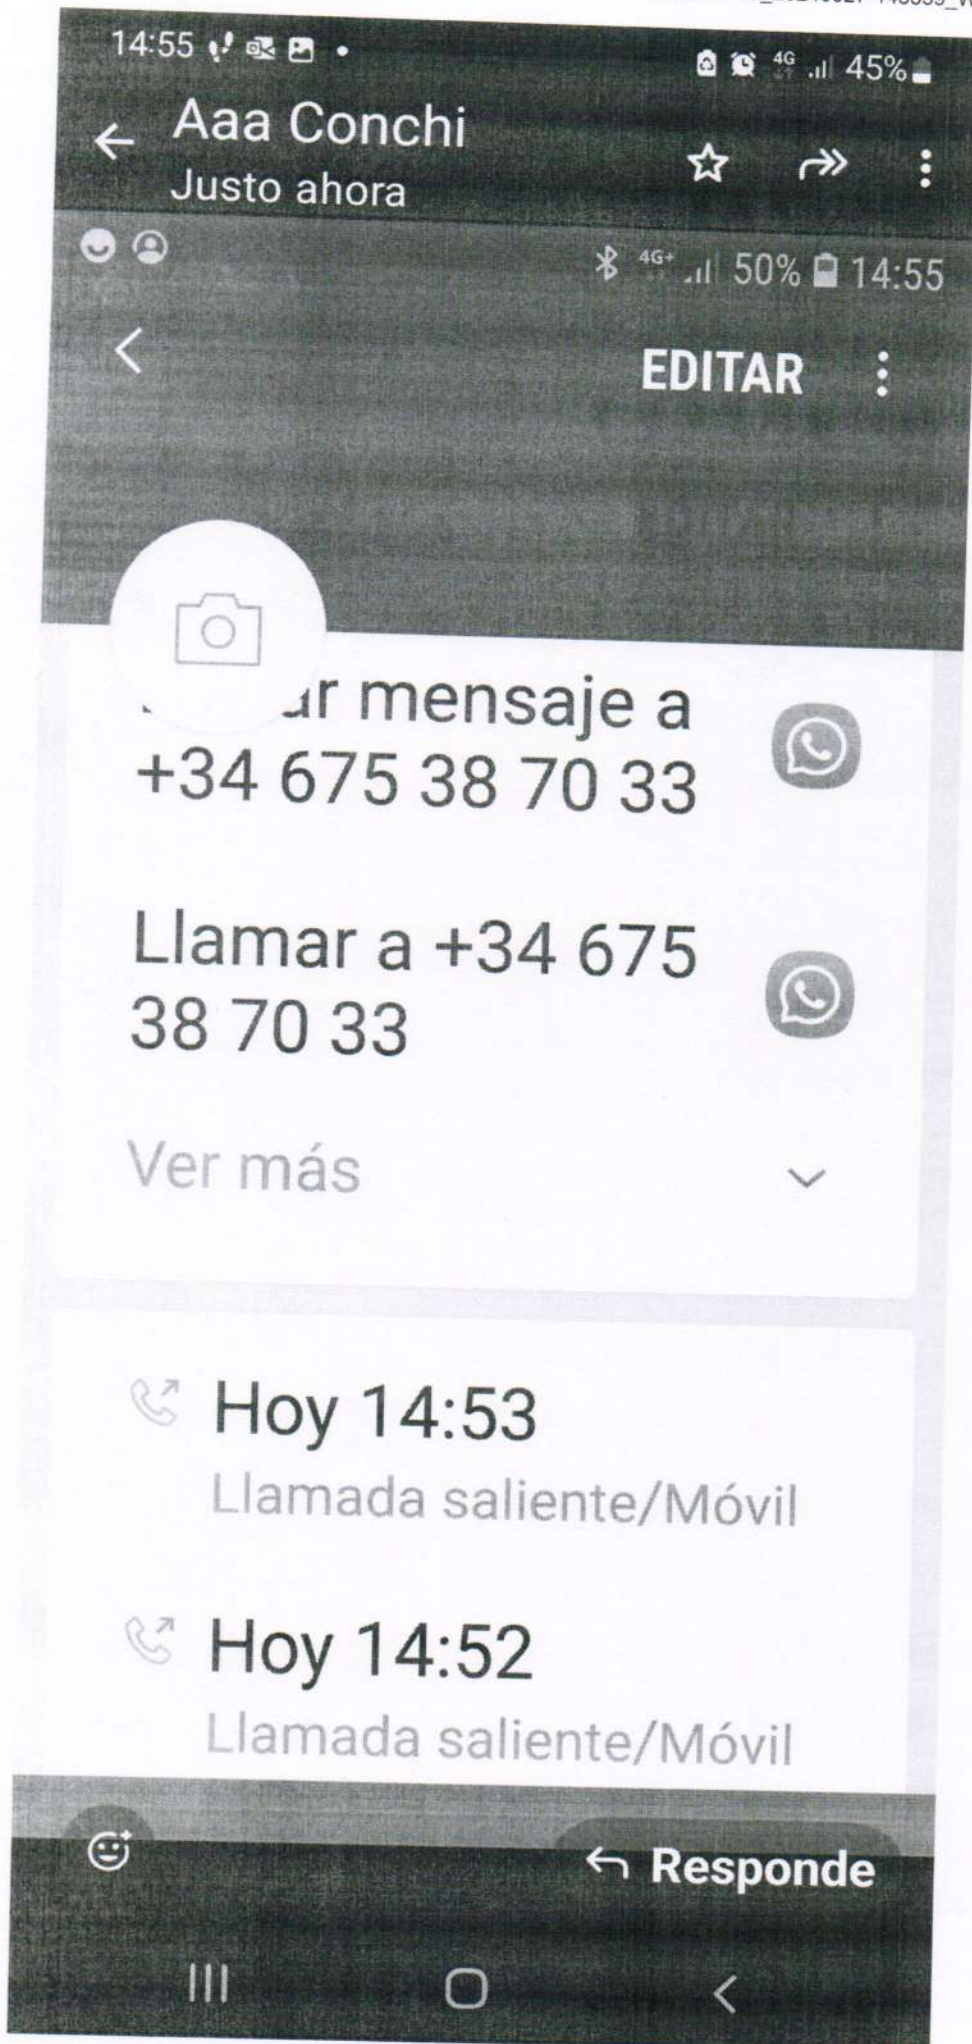 14:55
4G 45%
Aaa Conchi
Justo ahora
4G+ 50% 14:55
EDITAR
ar mensaje a
+34 675 38 70 33
Llamar a +34 675
38 70 33
Ver más
Hoy 14:53
Llamada saliente/Móvil
Hoy 14:52
Llamada saliente/Móvil
Responde